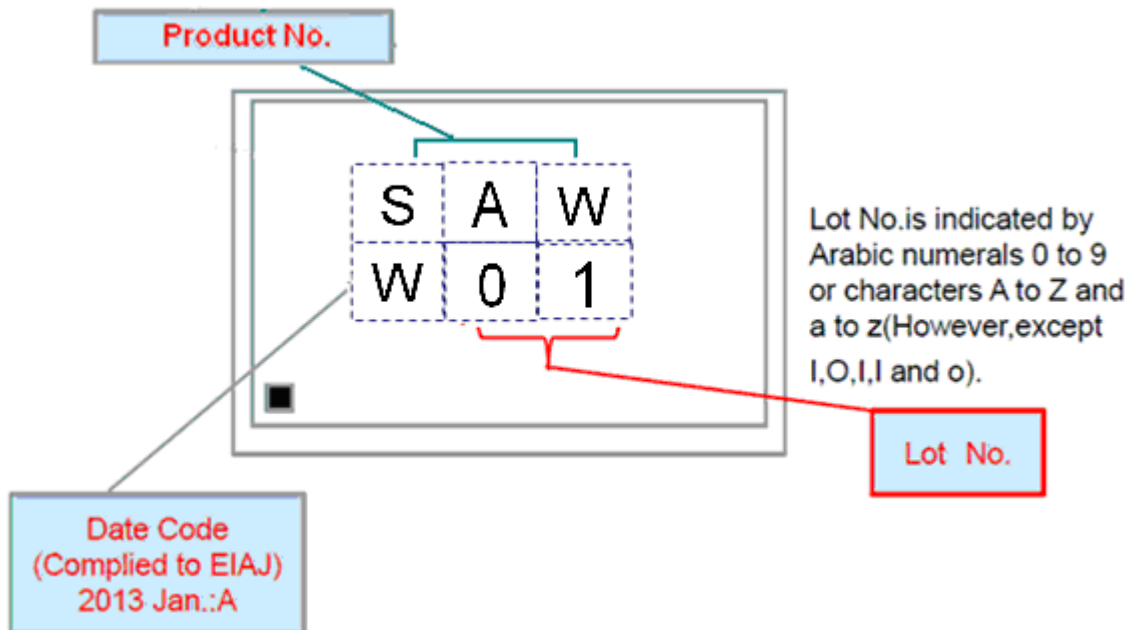 Product No.
S A W
W 0 1
Lot No.is indicated by
Arabic numerals 0 to 9
or characters A to Z and
a to z(However,except
I,O,I,I and o).
Lot No.
Date Code
(Complied to EIAJ)
2013 Jan.:A